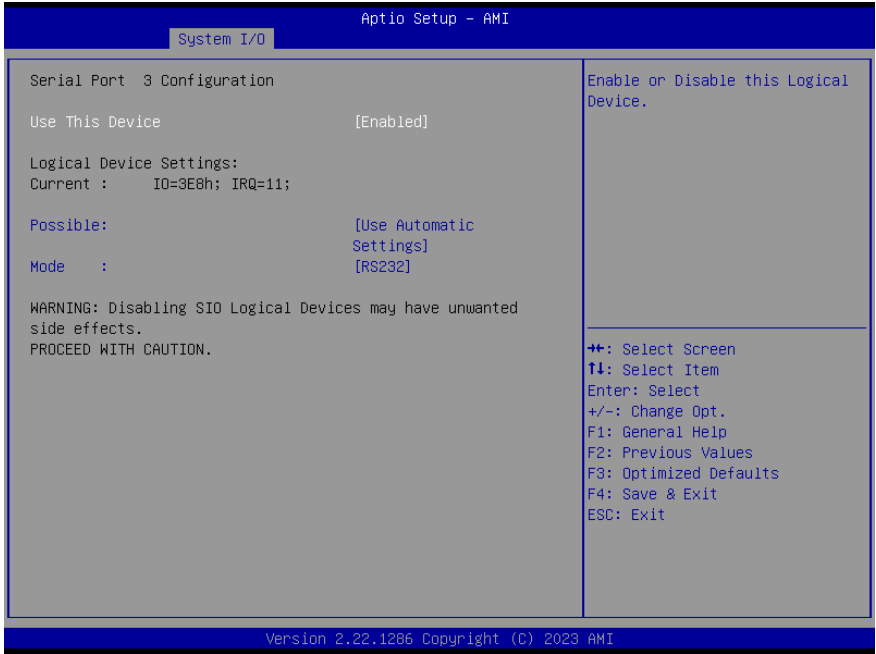 Aptio Setup – AMI
System I/O
Serial Port 3 Configuration
Use This Device [Enabled]
Logical Device Settings:
Current : IO=3E8h; IRQ=11;
Possible: [Use Automatic
Settings]
Mode : [RS232]
WARNING: Disabling SIO Logical Devices may have unwanted
side effects.
PROCEED WITH CAUTION.
Enable or Disable this Logical
Device.
→←: Select Screen
↑↓: Select Item
Enter: Select
+/-: Change Opt.
F1: General Help
F2: Previous Values
F3: Optimized Defaults
F4: Save & Exit
ESC: Exit
Version 2.22.1286 Copyright (C) 2023 AMI